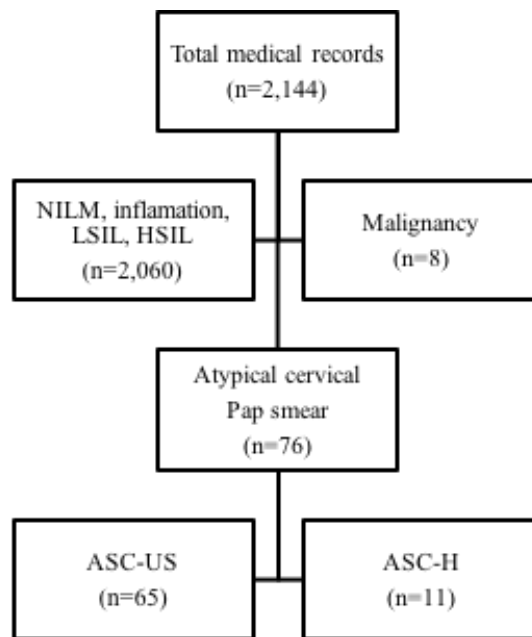 Total medical records
(n=2,144)
NILM, inflamation,
LSIL, HSIL
(n=2,060)
Malignancy
(n=8)
Atypical cervical
Pap smear
(n=76)
ASC-US
(n=65)
ASC-H
(n=11)